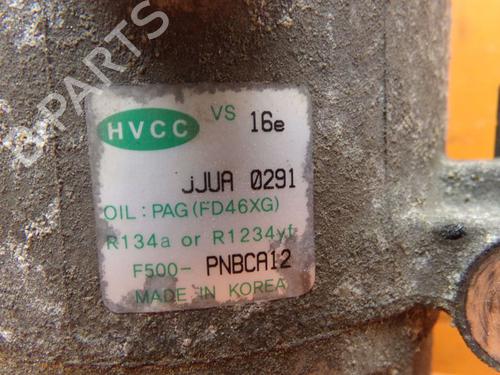 B-PARTS
HVCC VS 16e
JJUA 0291
OIL: PAG(FD46XG)
R134a or R1234yf
F500- PNBCA12
MADE IN KOREA